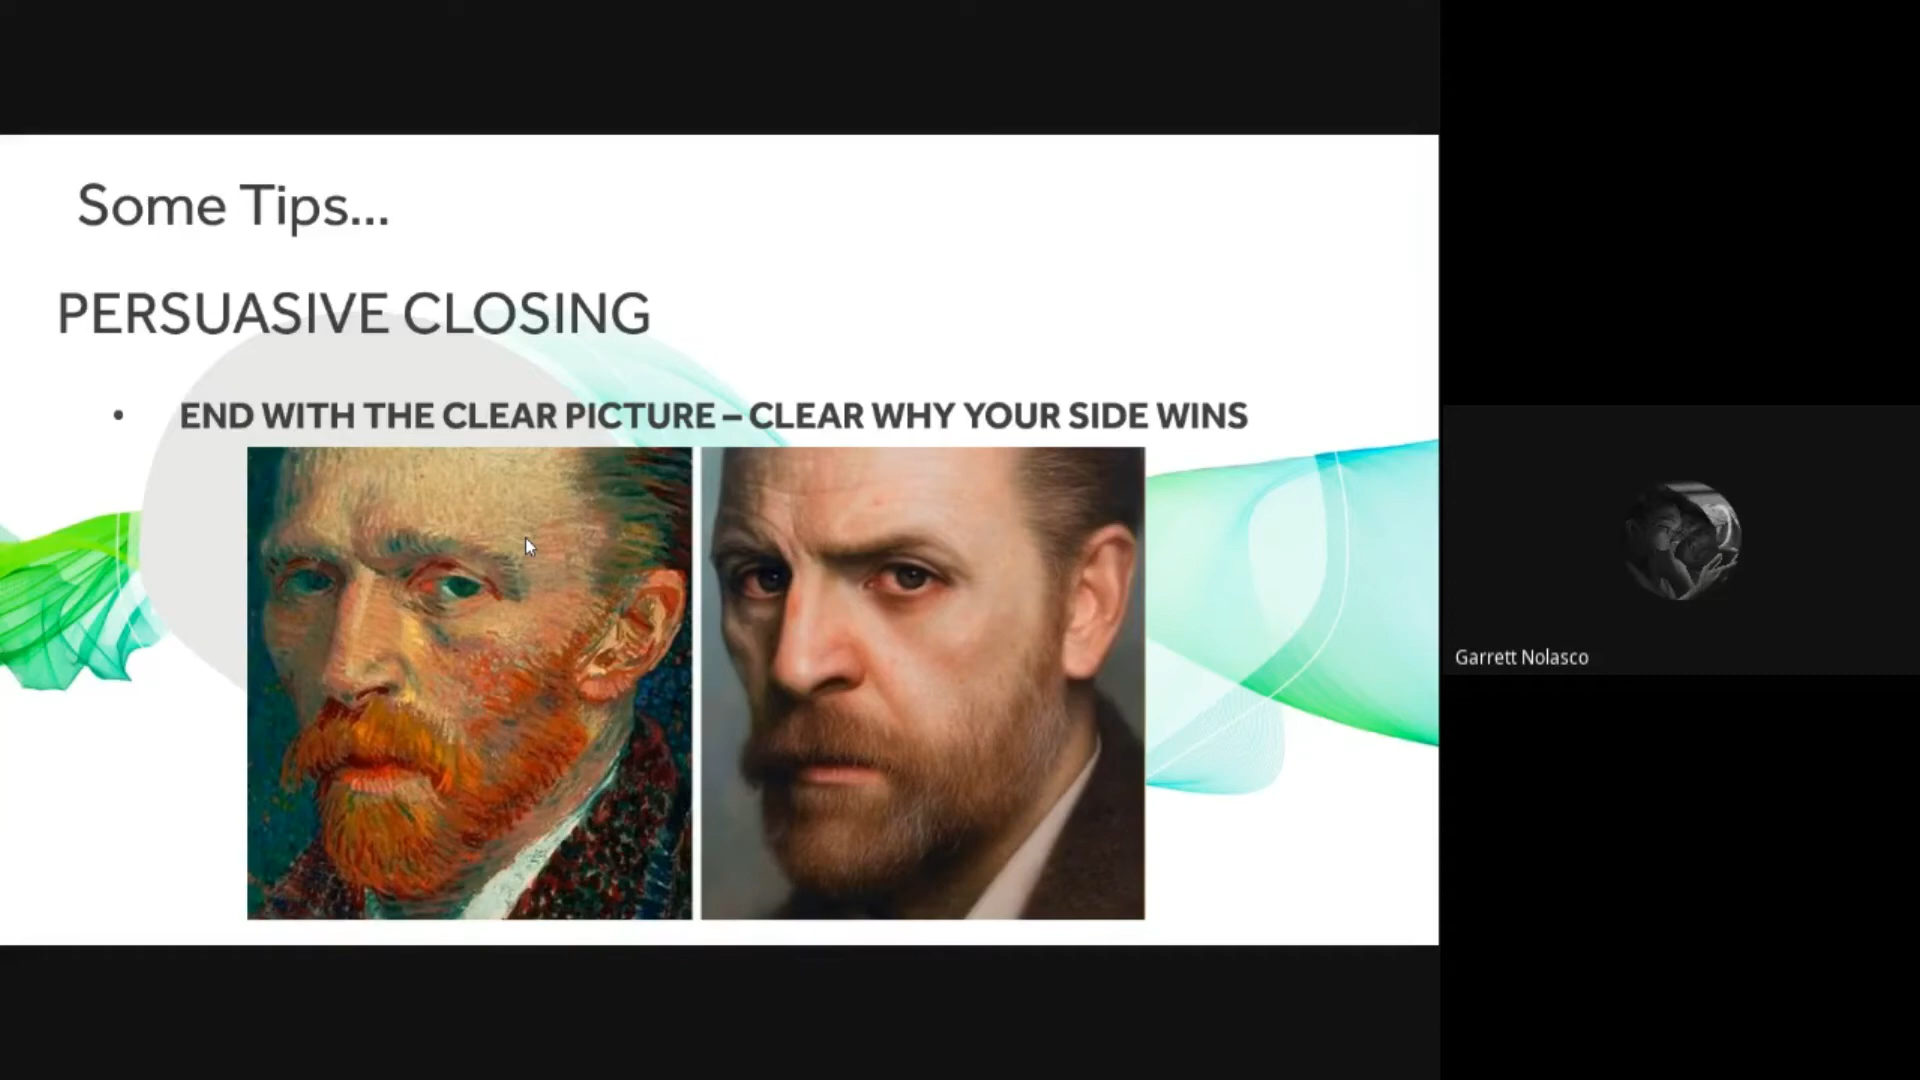 Some Tips...
PERSUASIVE CLOSING
• END WITH THE CLEAR PICTURE – CLEAR WHY YOUR SIDE WINS
Garrett Nolasco